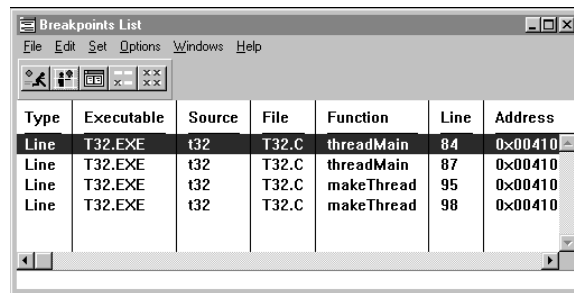 Breakpoints List
File Edit Set Options Windows Help
Type Executable Source File Function Line Address
Line T32.EXE t32 T32.C threadMain 84 0x00410
Line T32.EXE t32 T32.C threadMain 87 0x00410
Line T32.EXE t32 T32.C makeThread 95 0x00410
Line T32.EXE t32 T32.C makeThread 98 0x00410